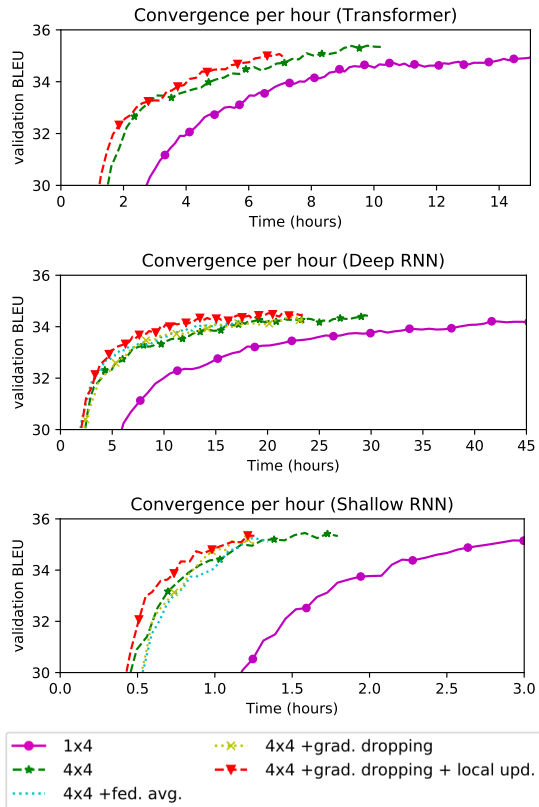 Convergence per hour (Transformer)
validation BLEU
36
34
32
30
0 2 4 6 8 10 12 14
Time (hours)
Convergence per hour (Deep RNN)
validation BLEU
36
34
32
30
0 5 10 15 20 25 30 35 40 45
Time (hours)
Convergence per hour (Shallow RNN)
validation BLEU
36
34
32
30
0.0 0.5 1.0 1.5 2.0 2.5 3.0
Time (hours)
1x4
4x4
4x4 +fed. avg.
4x4 +grad. dropping
4x4 +grad. dropping + local upd.